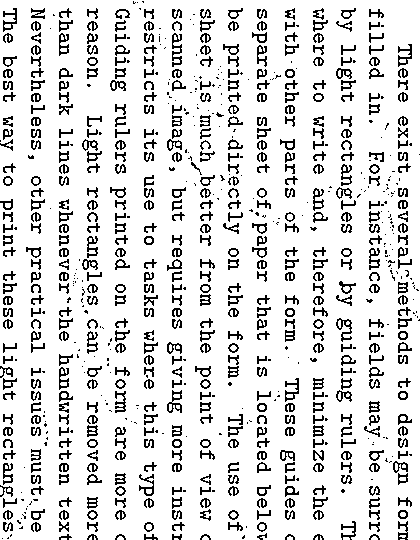 There exist several methods to design form
filled in. For instance, fields may be surro
by light rectangles or by guiding rulers. Th
where to write and, therefore, minimize the e
with other parts of the form. These guides c
separate sheet of paper that is located below
be printed directly on the form. The use of
sheet is much better from the point of view o
scanned image, but requires giving more instr
restricts its use to tasks where this type of
Guiding rulers printed on the form are more c
reason. Light rectangles can be removed more
than dark lines whenever the handwritten text
Nevertheless, other practical issues must be
The best way to print these light rectangles